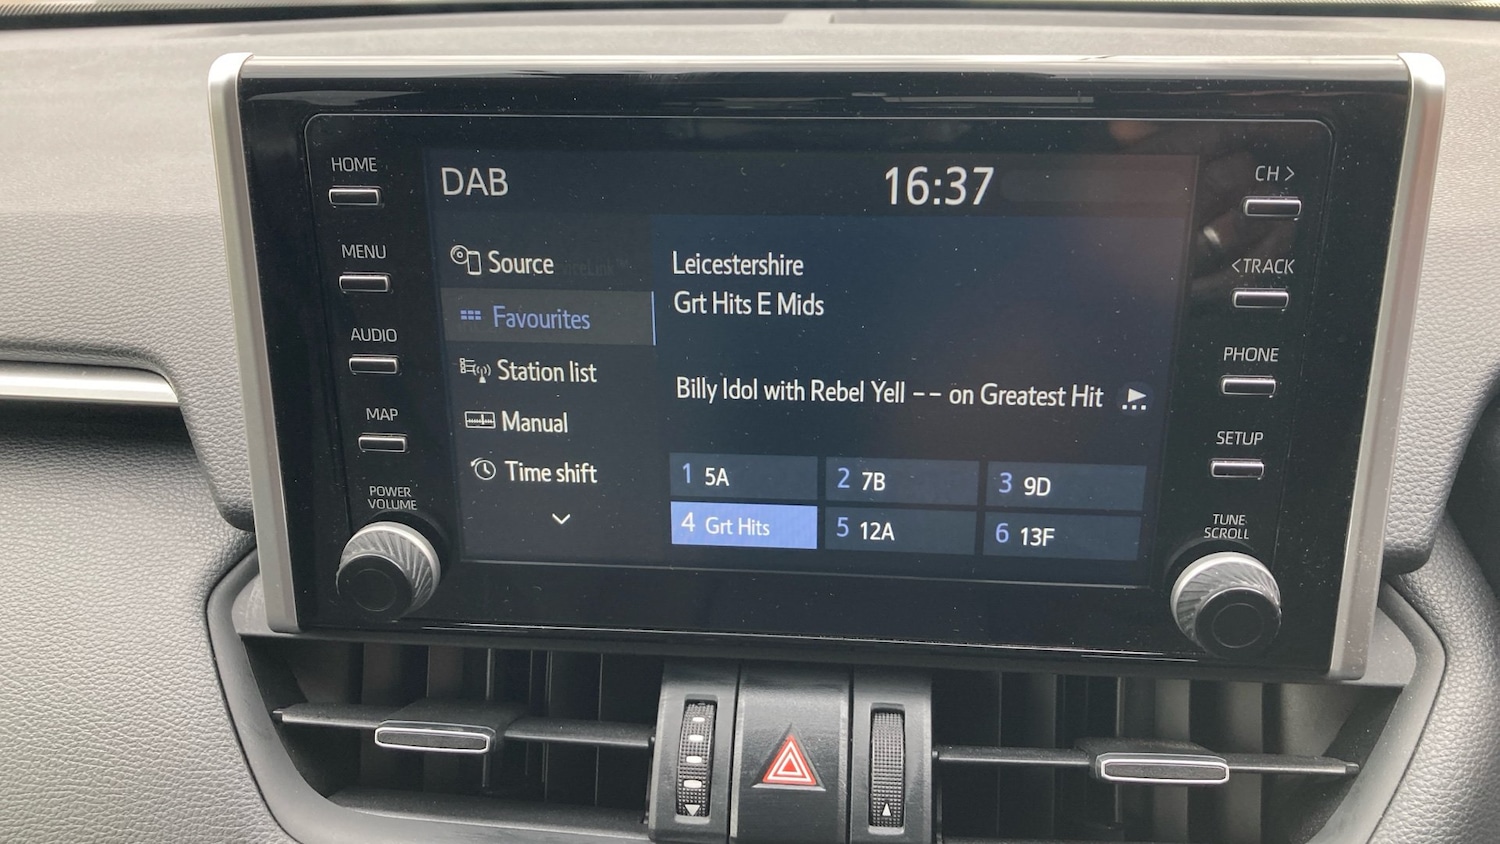 HOME
MENU
AUDIO
MAP
POWER
VOLUME
DAB
16:37
Source
Favourites
Station list
Manual
Time shift
Leicestershire
Grt Hits E Mids
Billy Idol with Rebel Yell -- on Greatest Hit
1 5A
2 7B
3 9D
4 Grt Hits
5 12A
6 13F
CH >
< TRACK
PHONE
SETUP
TUNE
SCROLL